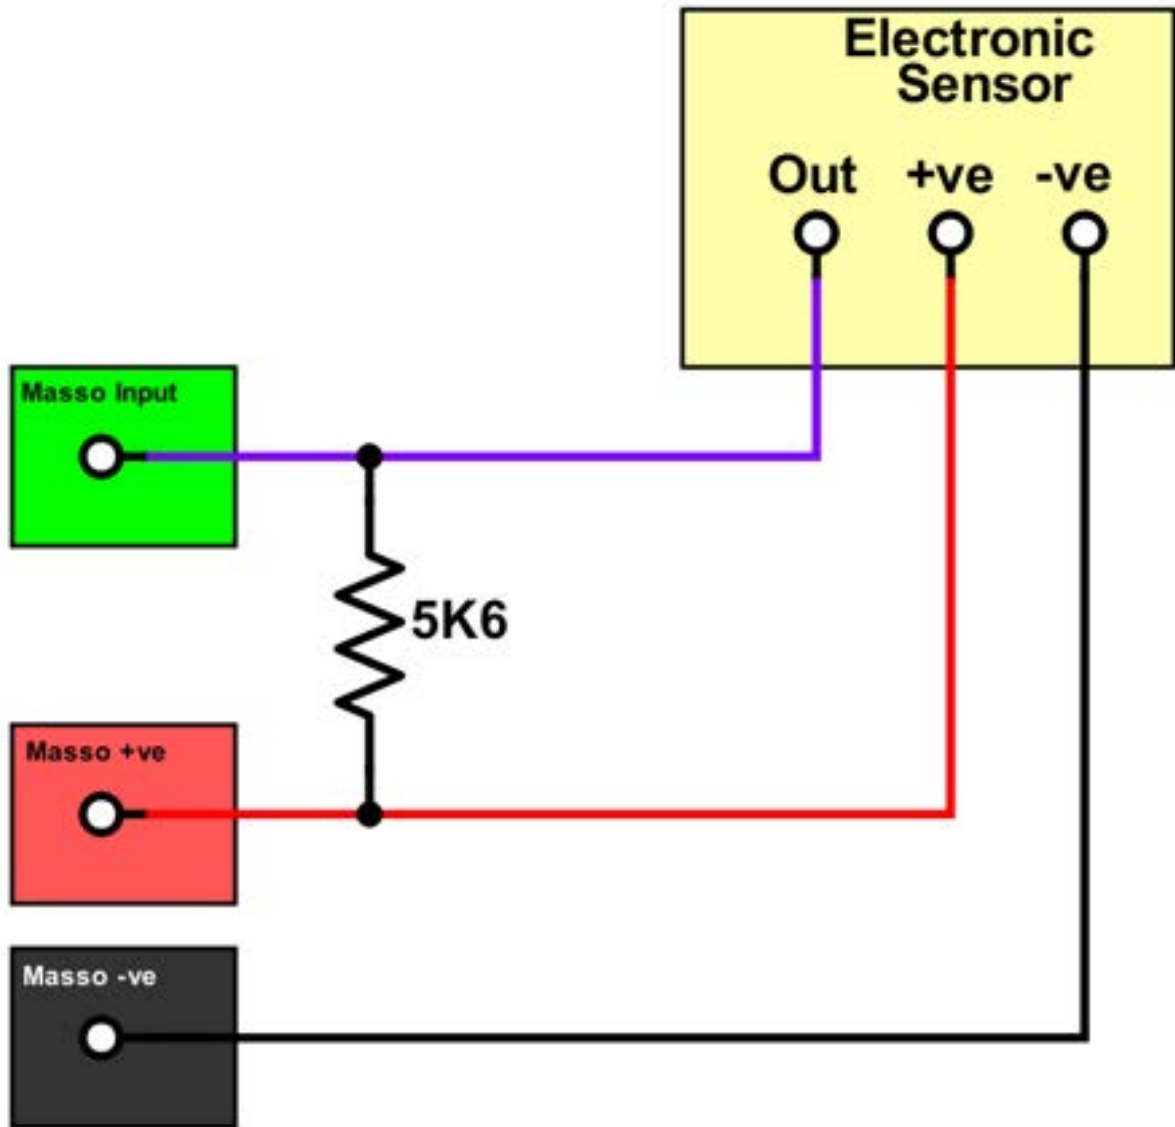 Electronic
Sensor
Out +ve -ve
Masso Input
5K6
Masso +ve
Masso -ve